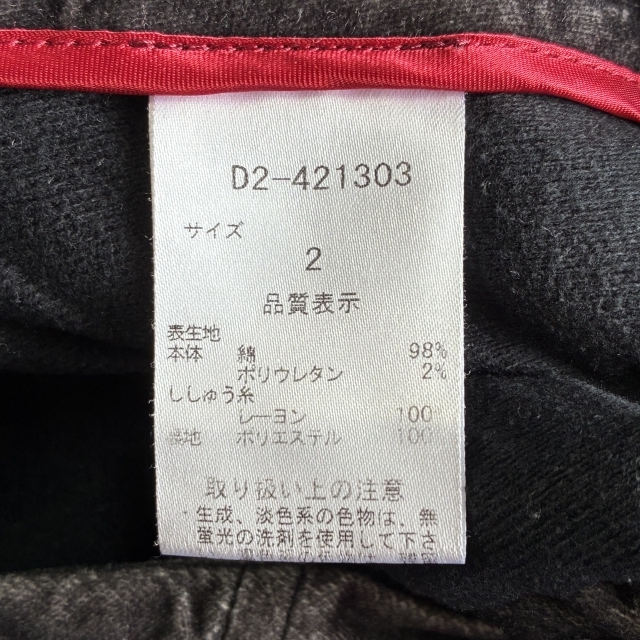 D2-421303
サイズ
2
品質表示
表生地
本体 綿 98%
ポリウレタン 2%
ししゅう糸
レーヨン 100%
裏地 ポリエステル 100%
取り扱い上の注意
・生成、淡色系の色物は、無
蛍光の洗剤を使用して下さ